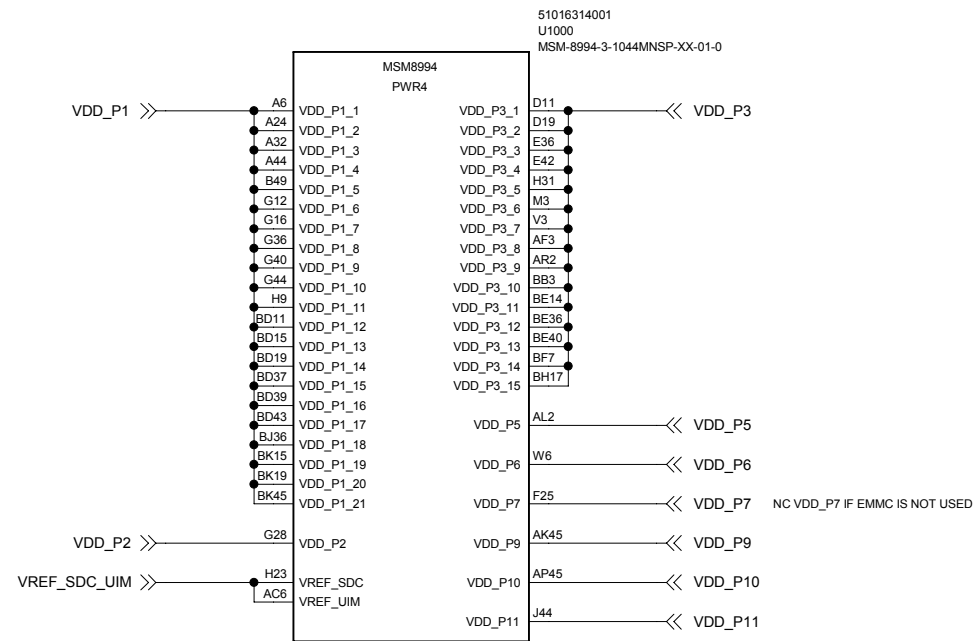 51016314001
U1000
MSM-8994-3-1044MNSP-XX-01-0
MSM8994
PWR4
VDD_P1 A6 VDD_P1_1 VDD_P3_1 D11 VDD_P3
A24 VDD_P1_2 VDD_P3_2 D19
A32 VDD_P1_3 VDD_P3_3 E36
A44 VDD_P1_4 VDD_P3_4 E42
B49 VDD_P1_5 VDD_P3_5 H31
G12 VDD_P1_6 VDD_P3_6 M3
G16 VDD_P1_7 VDD_P3_7 V3
G36 VDD_P1_8 VDD_P3_8 AF3
G40 VDD_P1_9 VDD_P3_9 AR2
G44 VDD_P1_10 VDD_P3_10 BB3
H9 VDD_P1_11 VDD_P3_11 BE14
BD11 VDD_P1_12 VDD_P3_12 BE36
BD15 VDD_P1_13 VDD_P3_13 BE40
BD19 VDD_P1_14 VDD_P3_14 BF7
BD37 VDD_P1_15 VDD_P3_15 BH17
BD39 VDD_P1_16
BD43 VDD_P1_17 VDD_P5 AL2 VDD_P5
BJ36 VDD_P1_18
BK15 VDD_P1_19 VDD_P6 W6 VDD_P6
BK19 VDD_P1_20
BK45 VDD_P1_21 VDD_P7 F25 VDD_P7 NC VDD_P7 IF EMMC IS NOT USED
VDD_P2 G28 VDD_P2 VDD_P9 AK45 VDD_P9
VREF_SDC_UIM H23 VREF_SDC VDD_P10 AP45 VDD_P10
AC6 VREF_UIM
VDD_P11 J44 VDD_P11